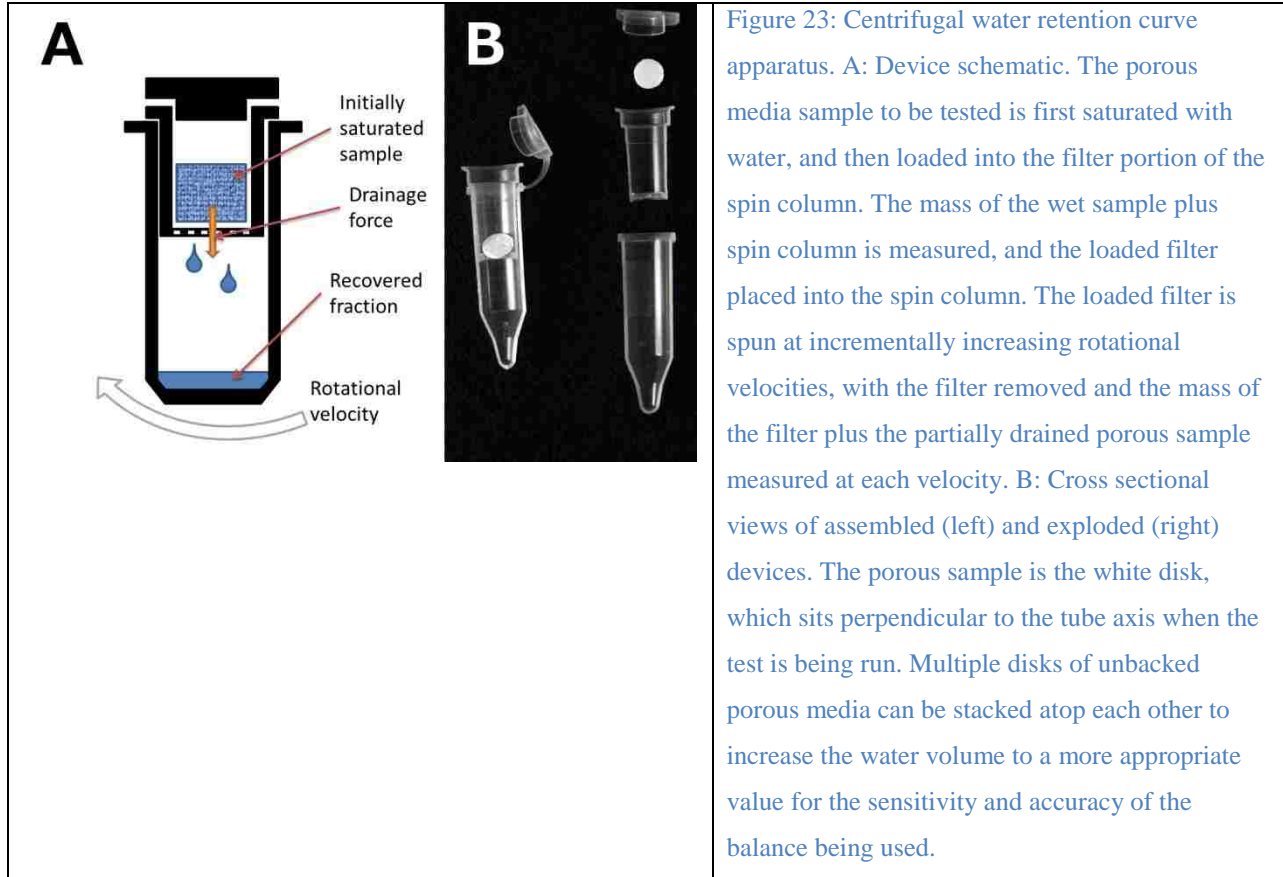 A
Initially
saturated
sample
Drainage
force
Recovered
fraction
Rotational
velocity
B
Figure 23: Centrifugal water retention curve
apparatus. A: Device schematic. The porous
media sample to be tested is first saturated with
water, and then loaded into the filter portion of the
spin column. The mass of the wet sample plus
spin column is measured, and the loaded filter
placed into the spin column. The loaded filter is
spun at incrementally increasing rotational
velocities, with the filter removed and the mass of
the filter plus the partially drained porous sample
measured at each velocity. B: Cross sectional
views of assembled (left) and exploded (right)
devices. The porous sample is the white disk,
which sits perpendicular to the tube axis when the
test is being run. Multiple disks of unbacked
porous media can be stacked atop each other to
increase the water volume to a more appropriate
value for the sensitivity and accuracy of the
balance being used.